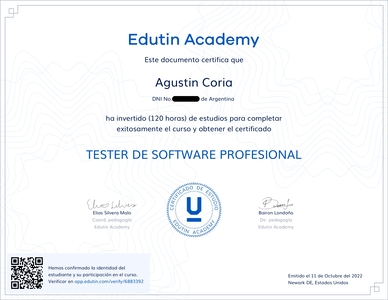 Edutin Academy
Este documento certifica que
Agustin Coria
DNI No. de Argentina
ha invertido (120 horas) de estudios para completar
exitosamente el curso y obtener el certificado
TESTER DE SOFTWARE PROFESIONAL
CERTIFICADO DE ESTUDIO
U
EDUTIN ACADEMY
Elias Silvera Malo
Comité pedagogía
Edutin Academy
Bairon Londoño
Dir. pedagogía
Edutin Academy
Hemos confirmado la identidad del
estudiante y su participación en el curso.
Verificar en app.edutin.com/verify/6883392
Emitido el 11 de Octubre del 2022
Newark DE, Estados Unidos